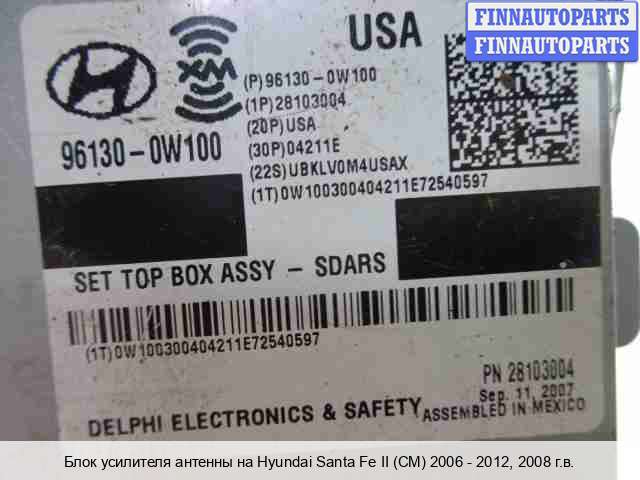 FINNAUTOPARTS
FINNAUTOPARTS
USA
XM
96130-0W100
(P)96130-0W100
(1P)28103004
(20P)USA
(30P)04211E
(22S)UBKLV0M4USAX
(1T)0W100300404211E72540597
SET TOP BOX ASSY - SDARS
(1T)0W100300404211E72540597
PN 28103004
Sep. 11, 2007
DELPHI ELECTRONICS & SAFETY ASSEMBLED IN MEXICO
Блок усилителя антенны на Hyundai Santa Fe II (CM) 2006 - 2012, 2008 г.в.